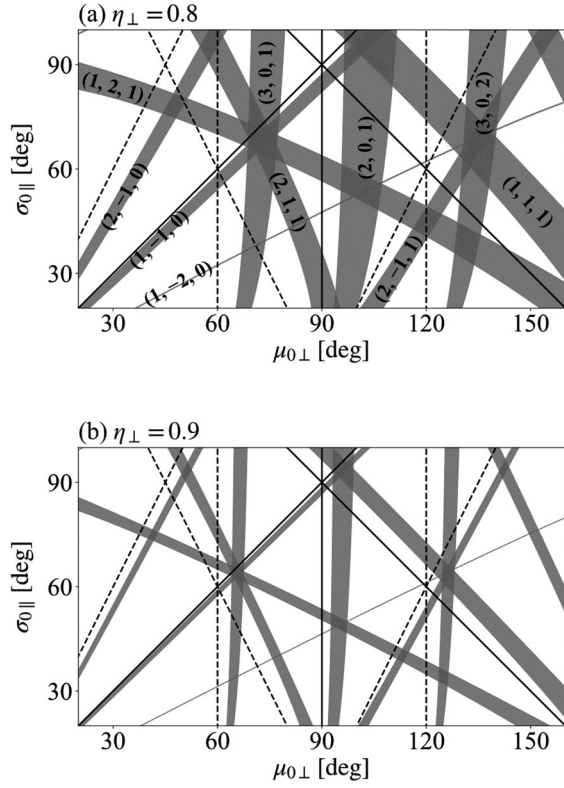 (a) η⊥ = 0.8
90
60
30
σ0∥ [deg]
(1, 2, 1)
(2, −1, 0)
(1, −1, 0)
(1, −2, 0)
(3, 0, 1)
(2, 1, 1)
(2, 0, 1)
(2, −1, 1)
(3, 0, 2)
(1, 1, 1)
30 60 90 120 150
μ0⊥ [deg]
(b) η⊥ = 0.9
90
60
30
σ0∥ [deg]
30 60 90 120 150
μ0⊥ [deg]